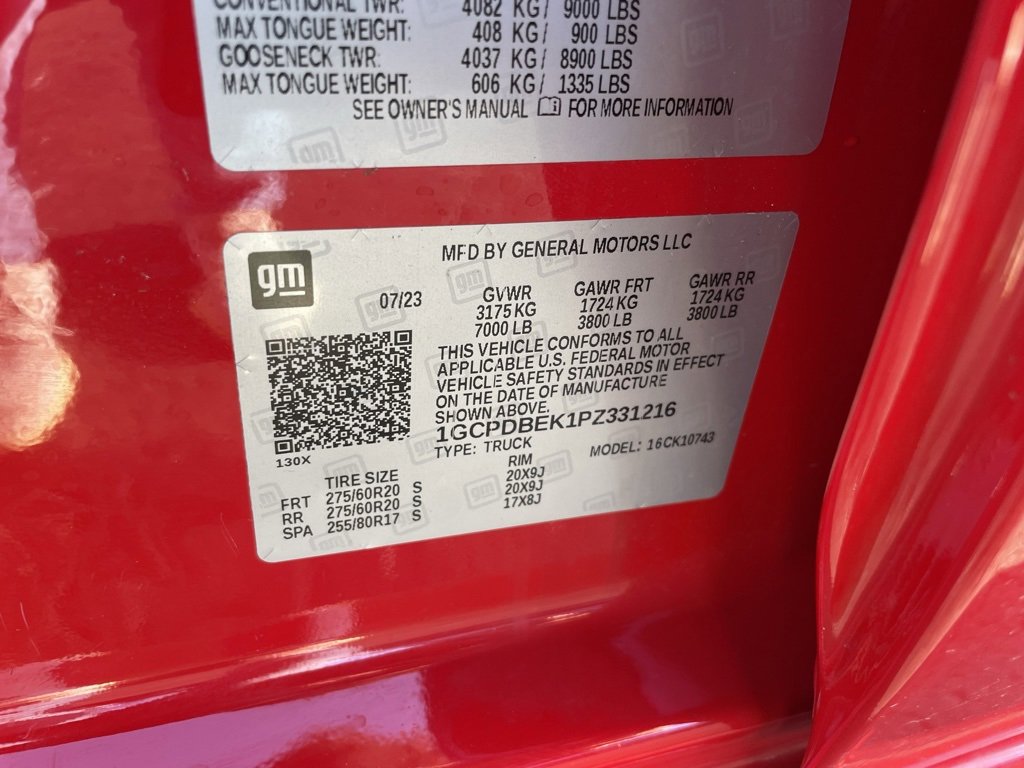 CONVENTIONAL TWR: 4082 KG/ 9000 LBS
MAX TONGUE WEIGHT: 408 KG/ 900 LBS
GOOSENECK TWR: 4037 KG/ 8900 LBS
MAX TONGUE WEIGHT: 606 KG/ 1335 LBS
SEE OWNER'S MANUAL FOR MORE INFORMATION
gm
MFD BY GENERAL MOTORS LLC
07/23
GVWR GAWR FRT GAWR RR
3175 KG 1724 KG 1724 KG
7000 LB 3800 LB 3800 LB
THIS VEHICLE CONFORMS TO ALL
APPLICABLE U.S. FEDERAL MOTOR
VEHICLE SAFETY STANDARDS IN EFFECT
ON THE DATE OF MANUFACTURE
SHOWN ABOVE.
1GCPDBEK1PZ331216
TYPE: TRUCK MODEL: 16CK10743
130X
TIRE SIZE RIM
FRT 275/60R20 S 20X9J
RR 275/60R20 S 20X9J
SPA 255/80R17 S 17X8J